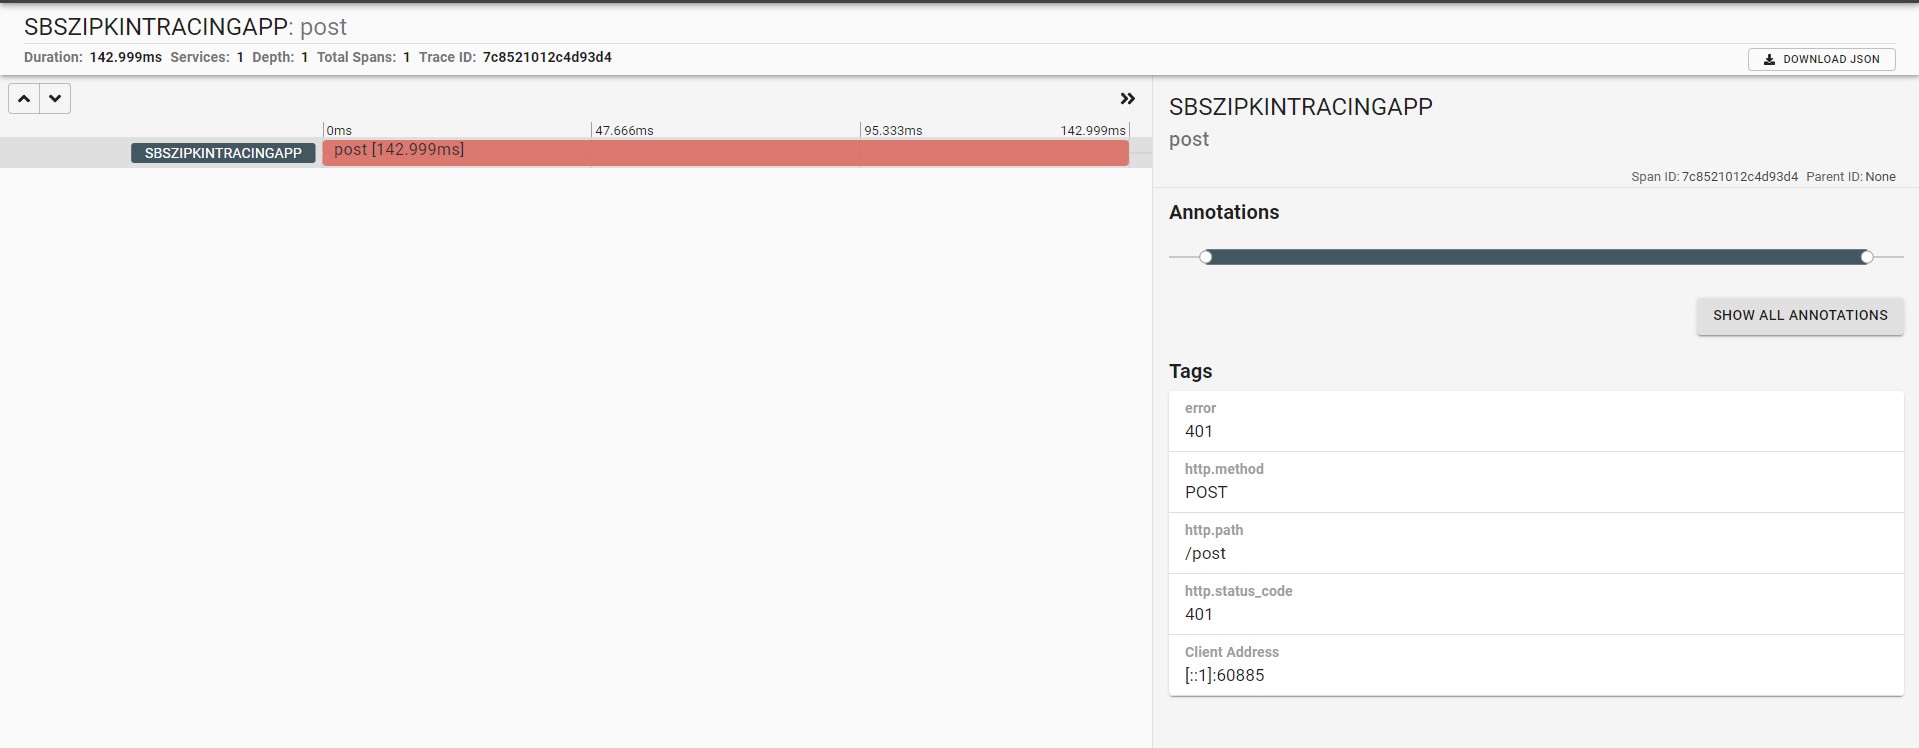 SBSZIPKINTRACINGAPP: post
Duration: 142.999ms Services: 1 Depth: 1 Total Spans: 1 Trace ID: 7c8521012c4d93d4
DOWNLOAD JSON
0ms 47.666ms 95.333ms 142.999ms
SBSZIPKINTRACINGAPP post [142.999ms]
SBSZIPKINTRACINGAPP
post
Span ID: 7c8521012c4d93d4 Parent ID: None
Annotations
SHOW ALL ANNOTATIONS
Tags
error
401
http.method
POST
http.path
/post
http.status_code
401
Client Address
[::1]:60885